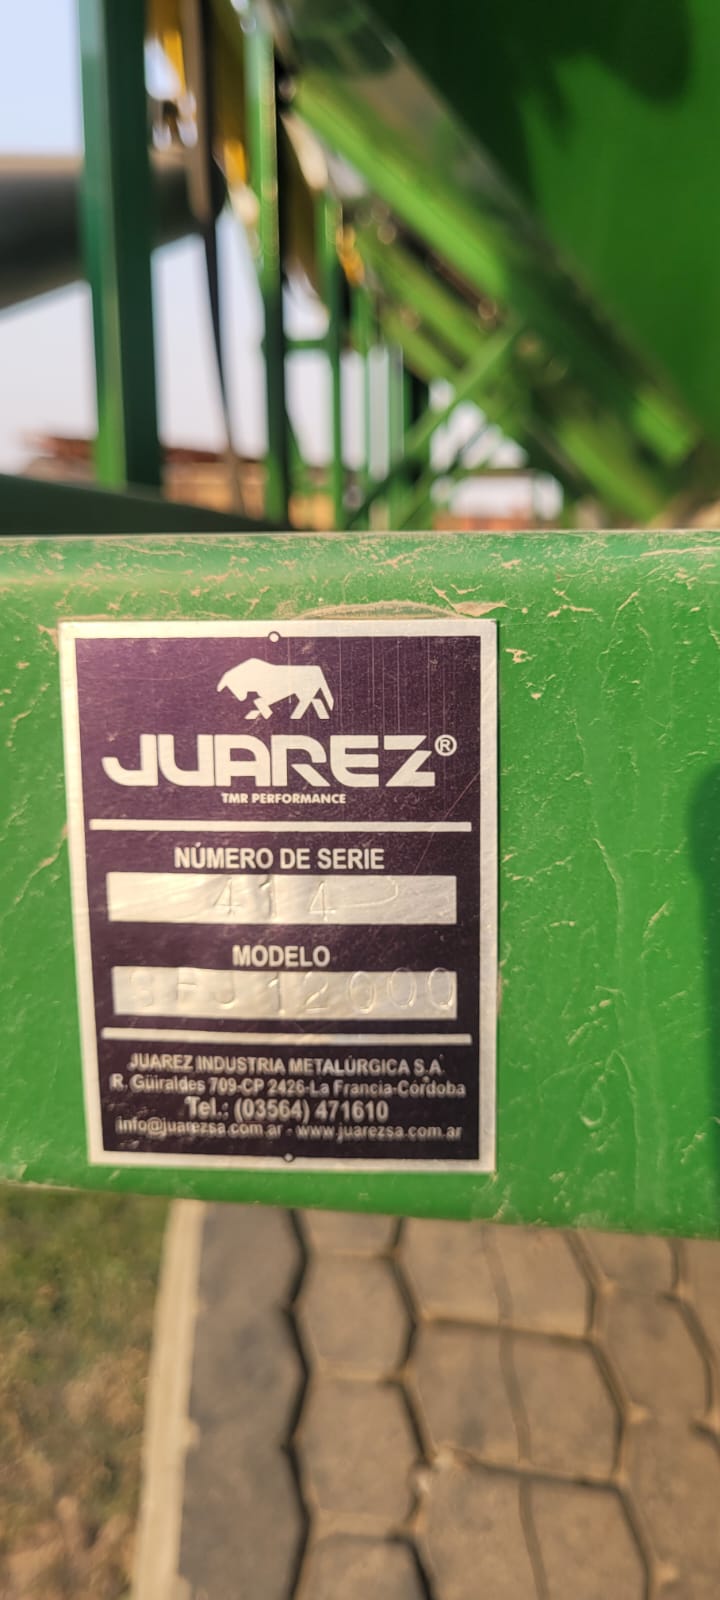 JUAREZ®
TMR PERFORMANCE
NÚMERO DE SERIE
414
MODELO
12000
JUAREZ INDUSTRIA METALÚRGICA S.A.
R. Güiraldes 709-CP 2426-La Francia-Córdoba
Tel.: (03564) 471610
info@juarezsa.com.ar - www.juarezsa.com.ar